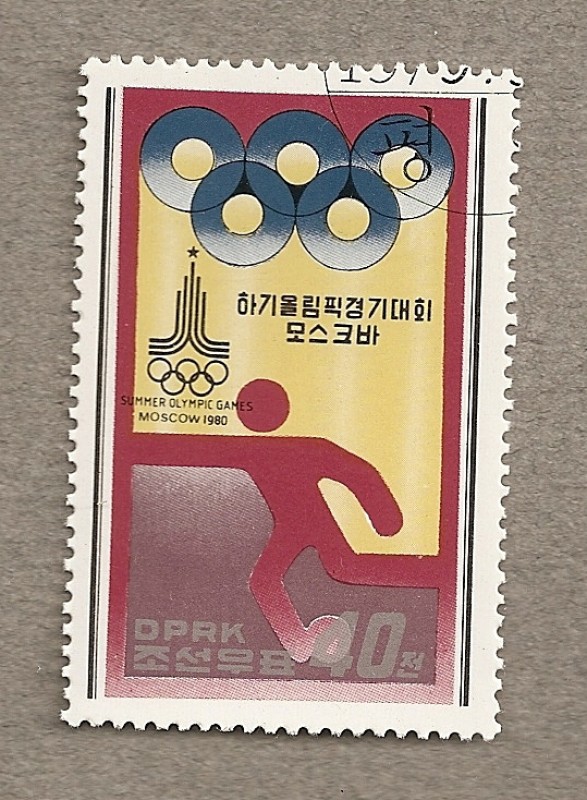 하기올림픽경기대회
모스크바
SUMMER OLYMPIC GAMES
MOSCOW 1980
DPRK
조선우표 40전